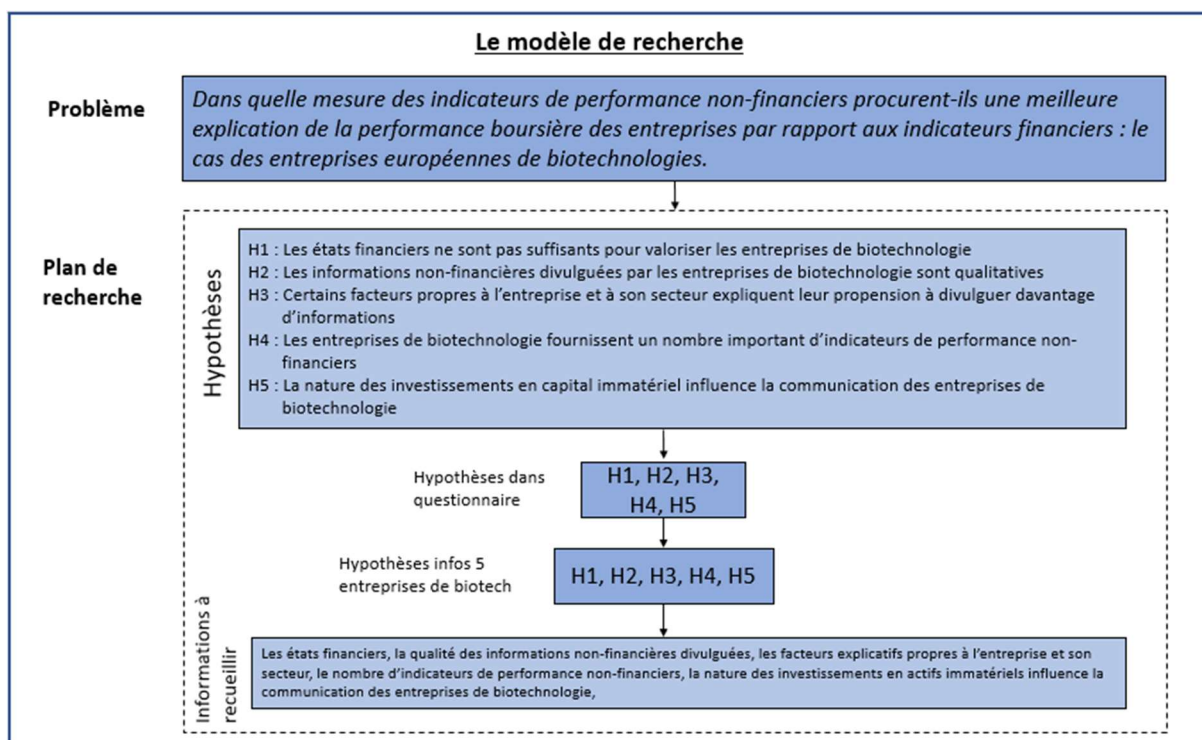 Le modèle de recherche
Problème
Dans quelle mesure des indicateurs de performance non-financiers procurent-ils une meilleure
explication de la performance boursière des entreprises par rapport aux indicateurs financiers : le
cas des entreprises européennes de biotechnologies.
Plan de
recherche
Hypothèses
H1 : Les états financiers ne sont pas suffisants pour valoriser les entreprises de biotechnologie
H2 : Les informations non-financières divulguées par les entreprises de biotechnologie sont qualitatives
H3 : Certains facteurs propres à l'entreprise et à son secteur expliquent leur propension à divulguer davantage
d'informations
H4 : Les entreprises de biotechnologie fournissent un nombre important d'indicateurs de performance non-
financiers
H5 : La nature des investissements en capital immatériel influence la communication des entreprises de
biotechnologie
Hypothèses dans
questionnaire
H1, H2, H3,
H4, H5
Hypothèses infos 5
entreprises de biotech
H1, H2, H3, H4, H5
Informations à
recueillir
Les états financiers, la qualité des informations non-financières divulguées, les facteurs explicatifs propres à l'entreprise et son
secteur, le nombre d'indicateurs de performance non-financiers, la nature des investissements en actifs immatériels influence la
communication des entreprises de biotechnologie,